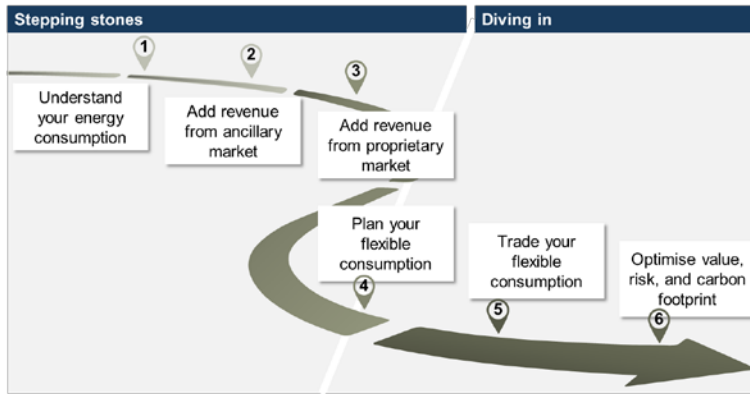 Stepping stones
Diving in
1
2
3
Understand
your energy
consumption
Add revenue
from ancillary
market
Add revenue
from proprietary
market
Plan your
flexible
consumption
4
Trade your
flexible
consumption
5
Optimise value,
risk, and carbon
footprint
6